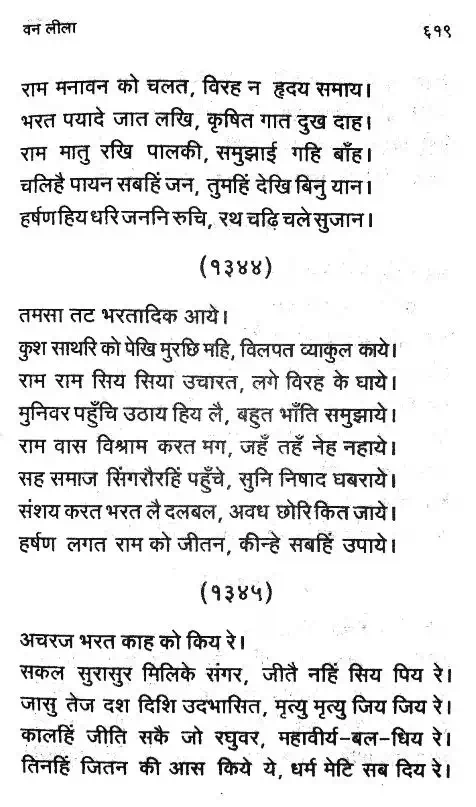 वन लीला
६१९
राम मनावन को चलत, विरह न हृदय समाय।
भरत पयादे जात लखि, कृषित गात दुख दाह।
राम मातु रखि पालकी, समुझाई गहि बाँह।
चलिहै पायन सबहिं जन, तुमहिं देखि बिनु यान।
हर्षण हिय धरि जननि रुचि, रथ चढ़ि चले सुजान।
(१३४४)
तमसा तट भरतादिक आये।
कुश साथरि को पेखि मुरछि महि, विलपत व्याकुल काये।
राम राम सिय सिया उचारत, लगे विरह के घाये।
मुनिवर पहुँचि उठाय हिय लै, बहुत भाँति समुझाये।
राम वास विश्राम करत मग, जहँ तहँ नेह नहाये।
सह समाज सिंगरौरहिं पहुँचे, सुनि निषाद घबराये।
संशय करत भरत लै दलबल, अवध छोरि कित जाये।
हर्षण लगत राम को जीतन, कीन्हे सबहिं उपाये।
(१३४५)
अचरज भरत काह को किय रे।
सकल सुरासुर मिलिके संगर, जीतै नहिं सिय पिय रे।
जासु तेज दश दिशि उदभासित, मृत्यु मृत्यु जिय जिय रे।
कालहिं जीति सकै जो रघुवर, महावीर्य-बल-धिय रे।
तिनहिं जितन की आस किये ये, धर्म मेटि सब दिय रे।